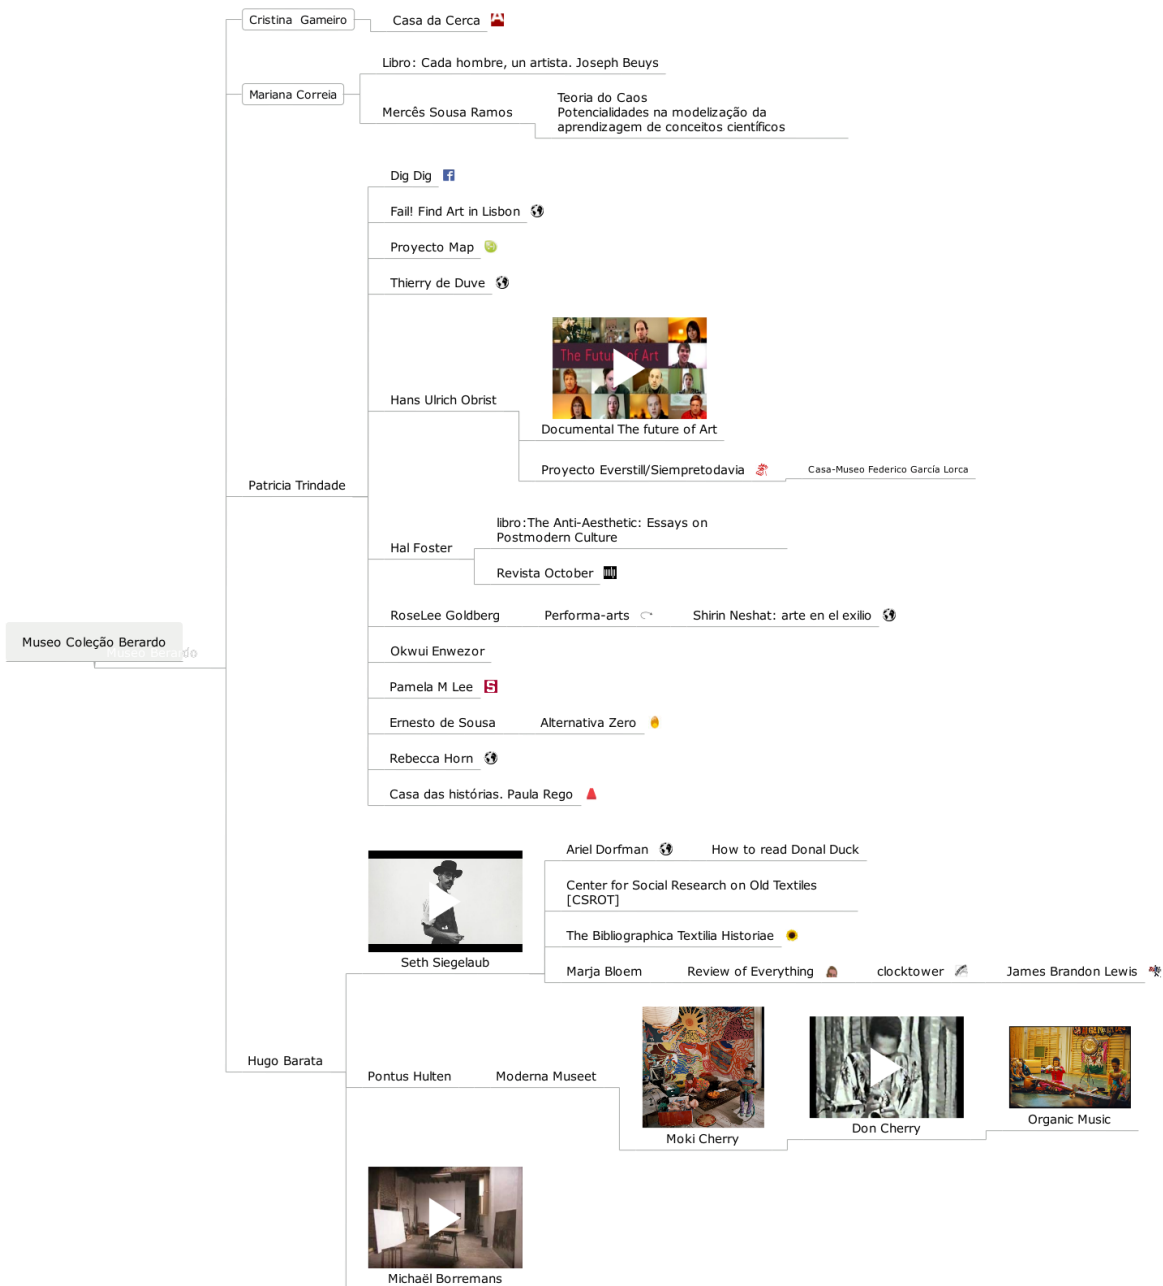 Cristina  Gameiro
Casa da Cerca
Libro: Cada hombre, un artista. Joseph Beuys
Mariana Correia
Mercês Sousa Ramos
Teoria do Caos
Potencialidades na modelização da
aprendizagem de conceitos científicos
Dig Dig
Fail! Find Art in Lisbon
Proyecto Map
Thierry de Duve
The Future of Art
Hans Ulrich Obrist
Documental The future of Art
Proyecto Everstill/Siempretodavia
Casa-Museo Federico García Lorca
Patricia Trindade
libro:The Anti-Aesthetic: Essays on
Postmodern Culture
Hal Foster
Revista October
RoseLee Goldberg
Performa-arts
Shirin Neshat: arte en el exilio
Museo Coleção Berardo
Museo Berardo
Okwui Enwezor
Pamela M Lee
Ernesto de Sousa
Alternativa Zero
Rebecca Horn
Casa das histórias. Paula Rego
Ariel Dorfman
How to read Donal Duck
Center for Social Research on Old Textiles
[CSROT]
The Bibliographica Textilia Historiae
Seth Siegelaub
Marja Bloem
Review of Everything
clocktower
James Brandon Lewis
Hugo Barata
Pontus Hulten
Moderna Museet
Moki Cherry
Don Cherry
Organic Music
Michaël Borremans